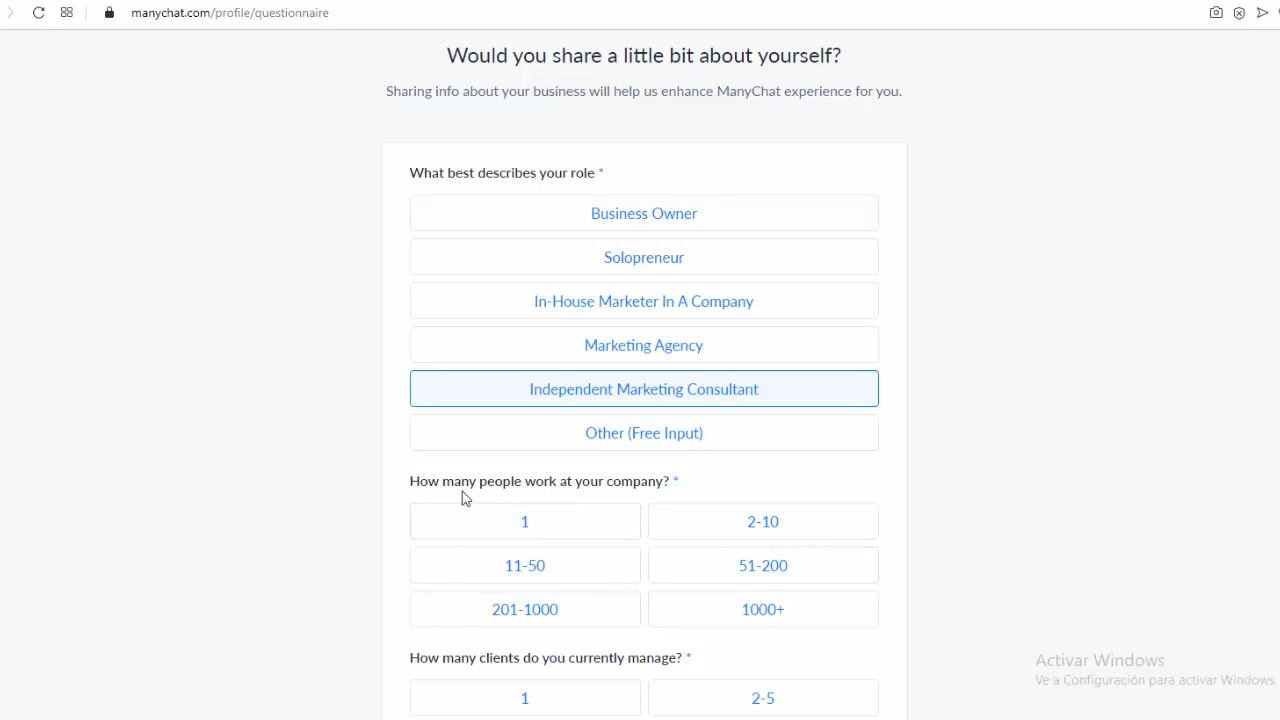 manychat.com/profile/questionnaire
Would you share a little bit about yourself?
Sharing info about your business will help us enhance ManyChat experience for you.
What best describes your role *
Business Owner
Solopreneur
In-House Marketer In A Company
Marketing Agency
Independent Marketing Consultant
Other (Free Input)
How many people work at your company? *
1 2-10
11-50 51-200
201-1000 1000+
How many clients do you currently manage? *
1 2-5
Activar Windows
Ve a Configuración para activar Windows.